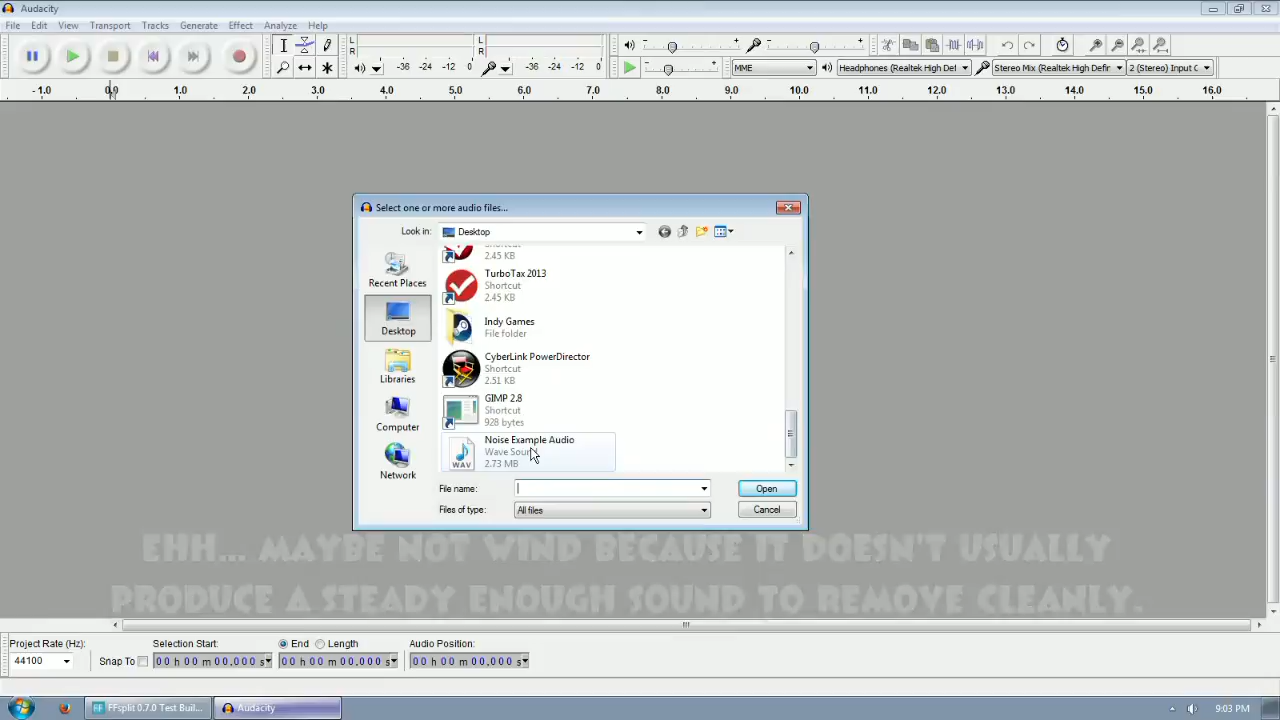 Audacity
File Edit View Transport Tracks Generate Effect Analyze Help
L R -36 -24 -12 0 L R -36 -24 -12 0
MME Headphones (Realtek High Def Stereo Mix (Realtek High Defir 2 (Stereo) Input C
-1.0 0.0 1.0 2.0 3.0 4.0 5.0 6.0 7.0 8.0 9.0 10.0 11.0 12.0 13.0 14.0 15.0 16.0
Select one or more audio files...
Look in: Desktop
Recent Places
Desktop
Libraries
Computer
Network
Shortcut
2.45 KB
TurboTax 2013
Shortcut
2.45 KB
Indy Games
File folder
CyberLink PowerDirector
Shortcut
2.51 KB
GIMP 2.8
Shortcut
928 bytes
WAV
Noise Example Audio
Wave Sound
2.73 MB
File name: Open
Files of type: All files Cancel
EHH... MAYBE NOT WIND BECAUSE IT DOESN'T USUALLY
PRODUCE A STEADY ENOUGH SOUND TO REMOVE CLEANLY.
Project Rate (Hz): Selection Start: End Length Audio Position:
44100 Snap To 00 h 00 m 00.000 s 00 h 00 m 00.000 s 00 h 00 m 00.000 s
FFsplit 0.7.0 Test Buil... Audacity 9:03 PM